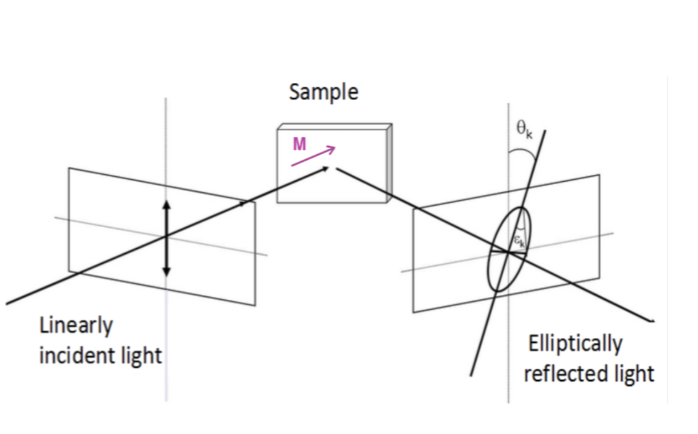 Sample
M
θk
εk
Linearly
incident light
Elliptically
reflected light